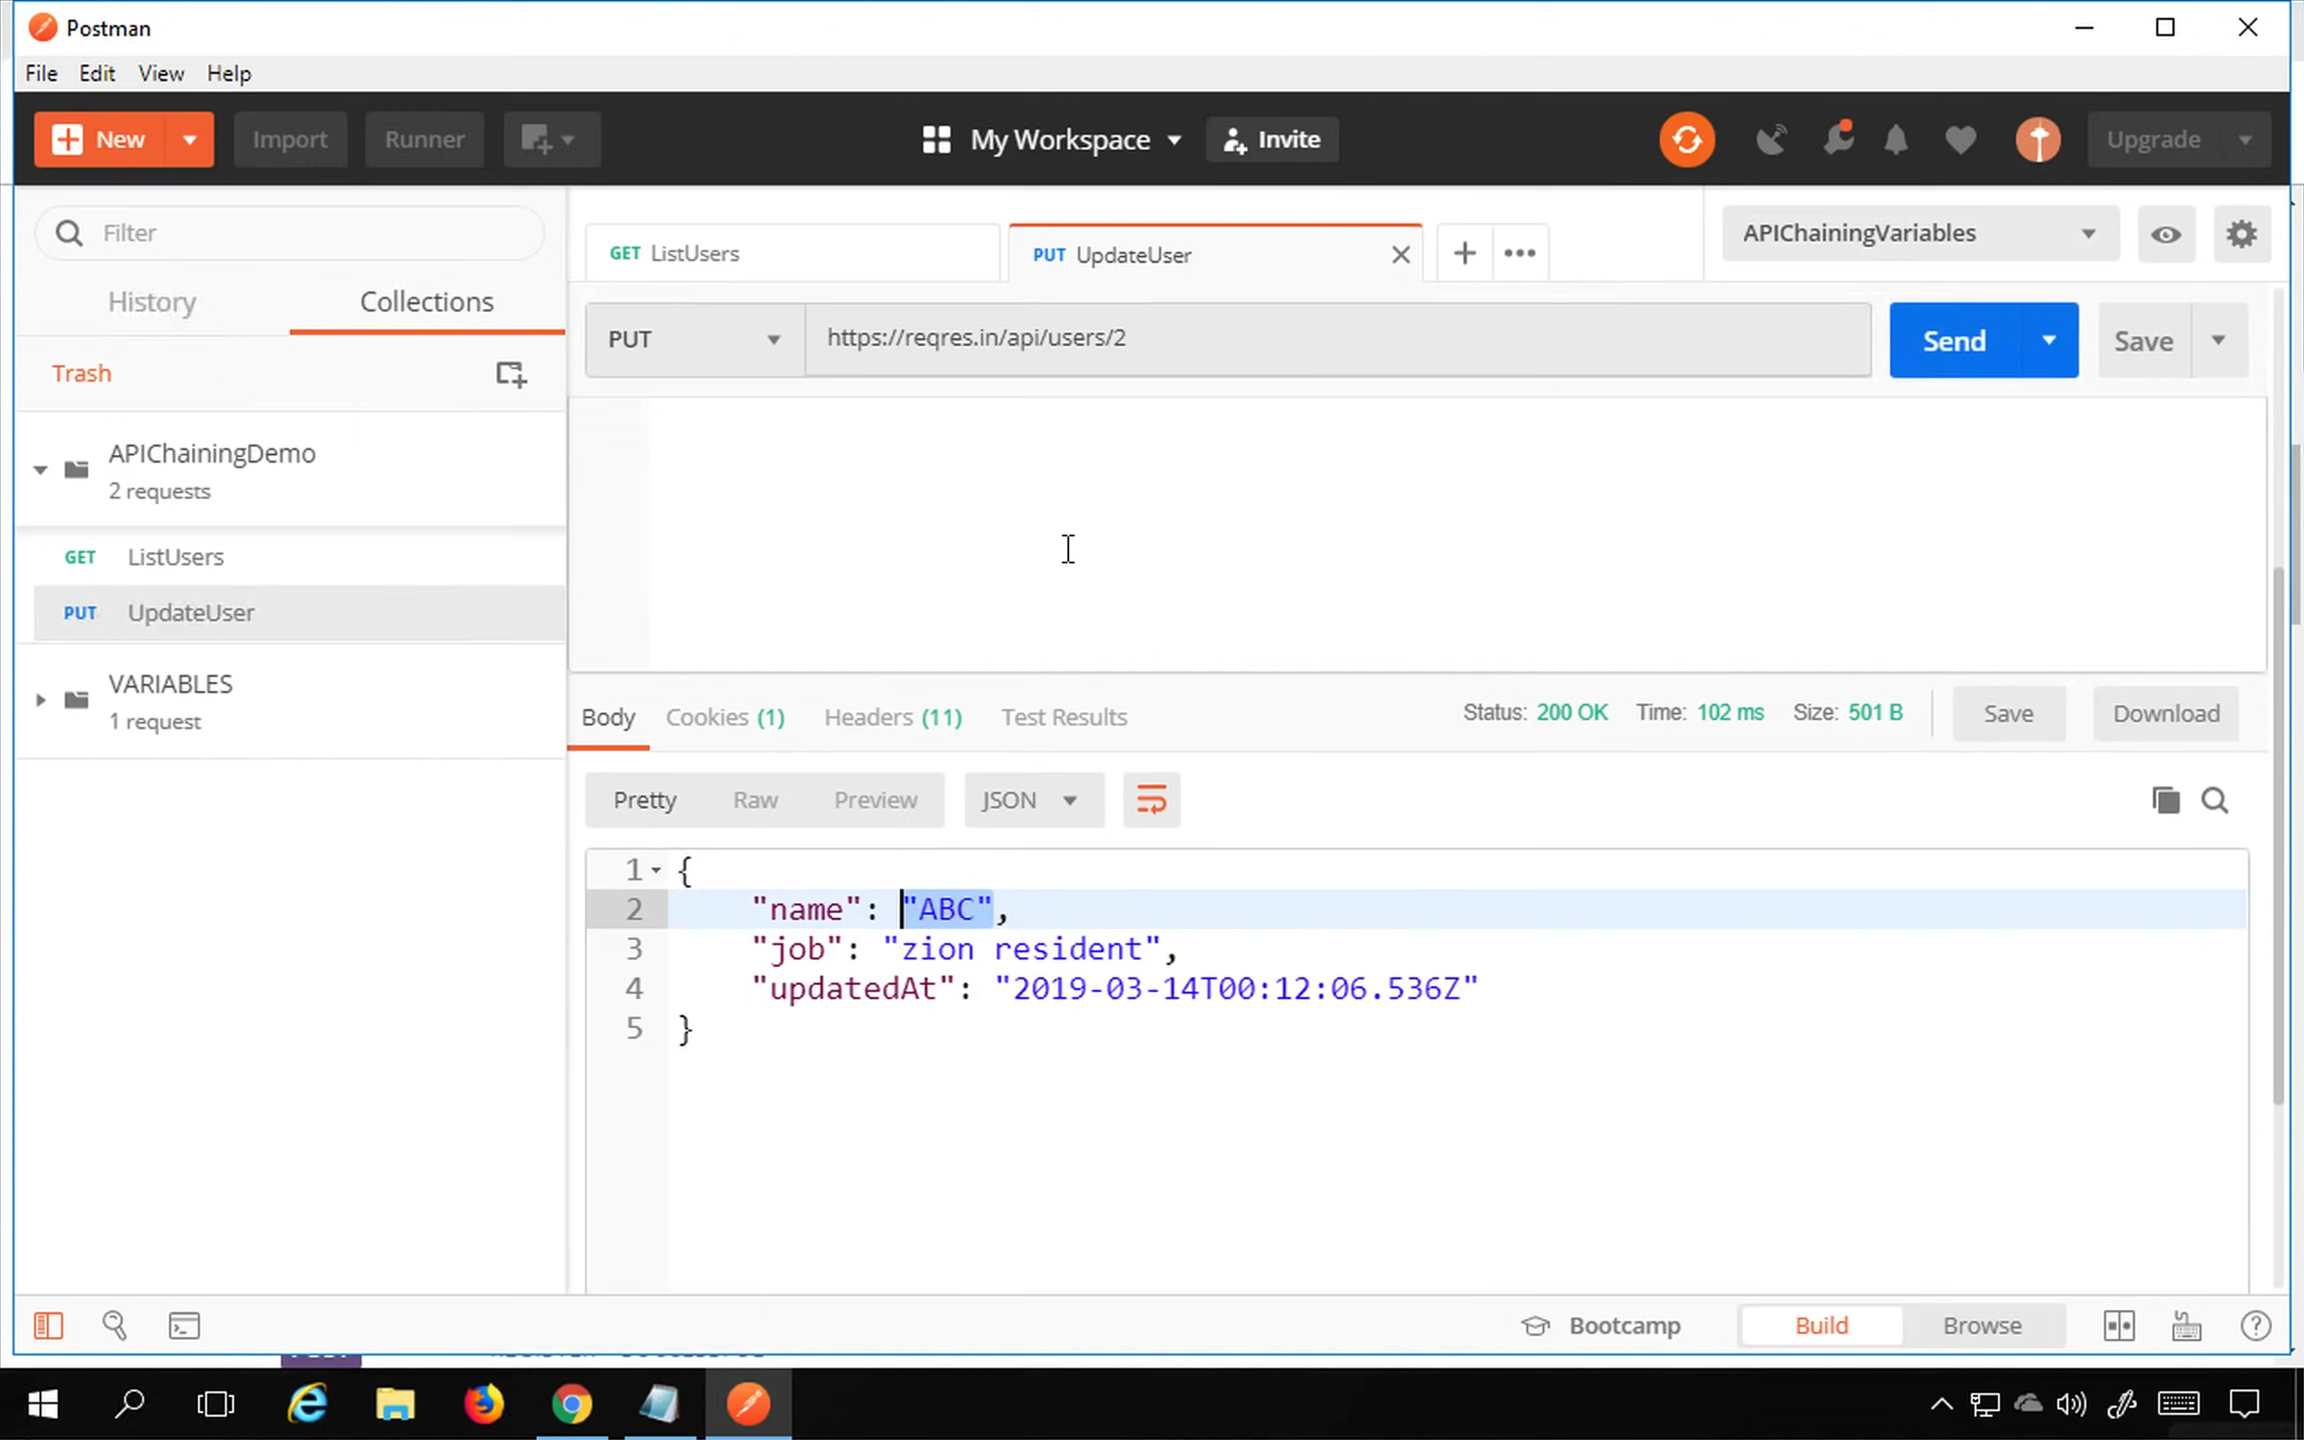 Postman
File Edit View Help
New Import Runner My Workspace Invite Upgrade
Filter
History Collections
Trash
APIChainingDemo
2 requests
GET ListUsers
PUT UpdateUser
VARIABLES
1 request
GET ListUsers PUT UpdateUser APIChainingVariables
PUT https://reqres.in/api/users/2 Send Save
Body Cookies (1) Headers (11) Test Results Status: 200 OK Time: 102 ms Size: 501 B Save Download
Pretty Raw Preview JSON
1 {
2 "name": "ABC",
3 "job": "zion resident",
4 "updatedAt": "2019-03-14T00:12:06.536Z"
5 }
Bootcamp Build Browse